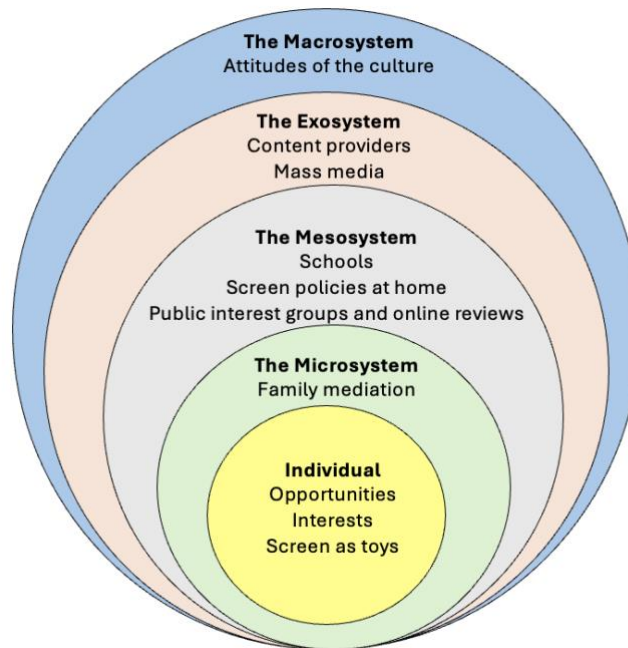 The Macrosystem
Attitudes of the culture
The Exosystem
Content providers
Mass media
The Mesosystem
Schools
Screen policies at home
Public interest groups and online reviews
The Microsystem
Family mediation
Individual
Opportunities
Interests
Screen as toys